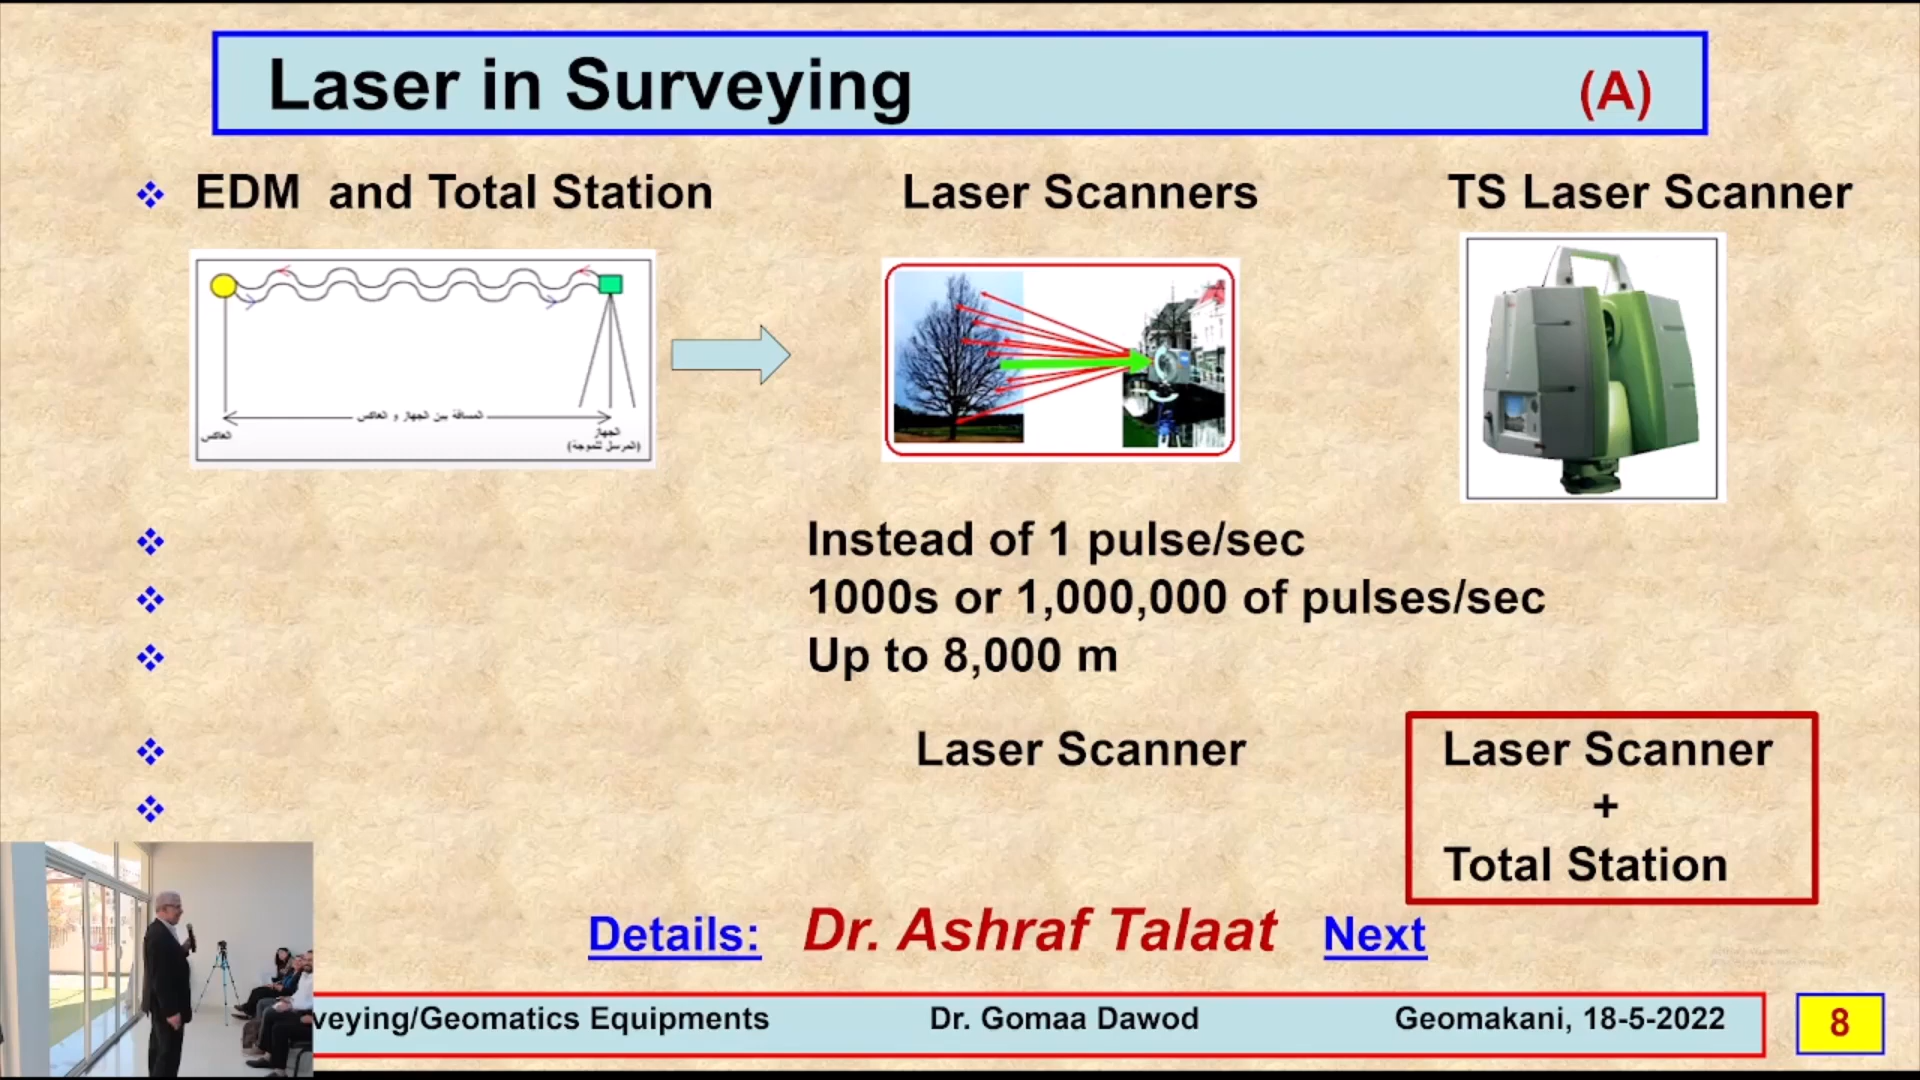 Laser in Surveying (A)
EDM and Total Station Laser Scanners TS Laser Scanner
المسافة بين الجهاز و العاكس
العاكس
الجهاز
(المرسل للموجة)
Instead of 1 pulse/sec
1000s or 1,000,000 of pulses/sec
Up to 8,000 m
Laser Scanner
Laser Scanner
+
Total Station
Details: Dr. Ashraf Talaat Next
veying/Geomatics Equipments Dr. Gomaa Dawod Geomakani, 18-5-2022 8